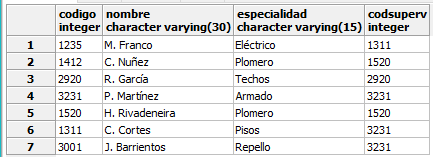 codigo nombre especialidad codsuperv
integer character varying(30) character varying(15) integer
1 1235 M. Franco Eléctrico 1311
2 1412 C. Nuñez Plomero 1520
3 2920 R. García Techos 2920
4 3231 P. Martínez Armado 3231
5 1520 H. Rivadeneira Plomero 1520
6 1311 C. Cortes Pisos 3231
7 3001 J. Barrientos Repello 3231